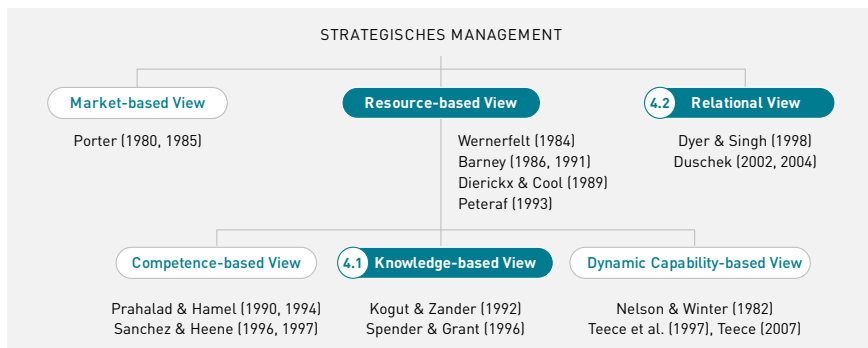 STRATEGISCHES MANAGEMENT
Market-based View
Resource-based View
4.2 Relational View
Porter (1980, 1985)
Wernerfelt (1984)
Barney (1986, 1991)
Dierickx & Cool (1989)
Peteraf (1993)
Dyer & Singh (1998)
Duschek (2002, 2004)
Competence-based View
4.1 Knowledge-based View
Dynamic Capability-based View
Prahalad & Hamel (1990, 1994)
Sanchez & Heene (1996, 1997)
Kogut & Zander (1992)
Spender & Grant (1996)
Nelson & Winter (1982)
Teece et al. (1997), Teece (2007)